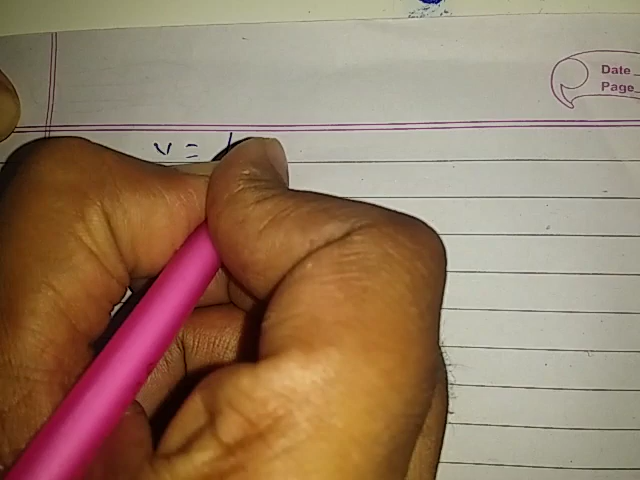 Date
Page
v =